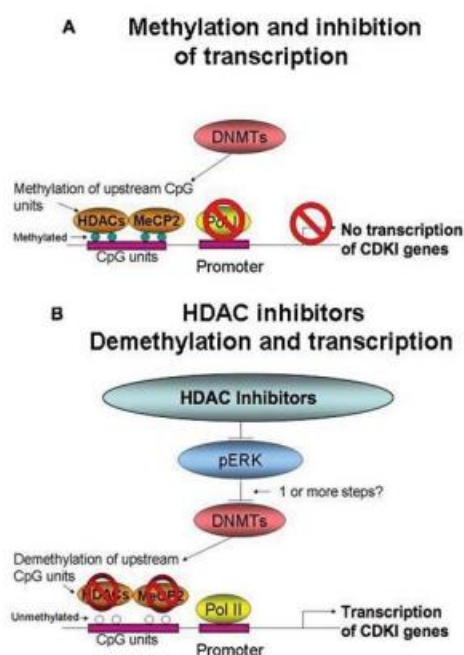 A
Methylation and inhibition
of transcription
DNMTs
Methylation of upstream CpG
units
HDACs
MeCP2
Pol II
Methylated
CpG units
Promoter
No transcription
of CDKI genes
B
HDAC inhibitors
Demethylation and transcription
HDAC Inhibitors
pERK
1 or more steps?
DNMTs
Demethylation of upstream
CpG units
HDACs
MeCP2
Pol II
Unmethylated
CpG units
Promoter
Transcription
of CDKI genes